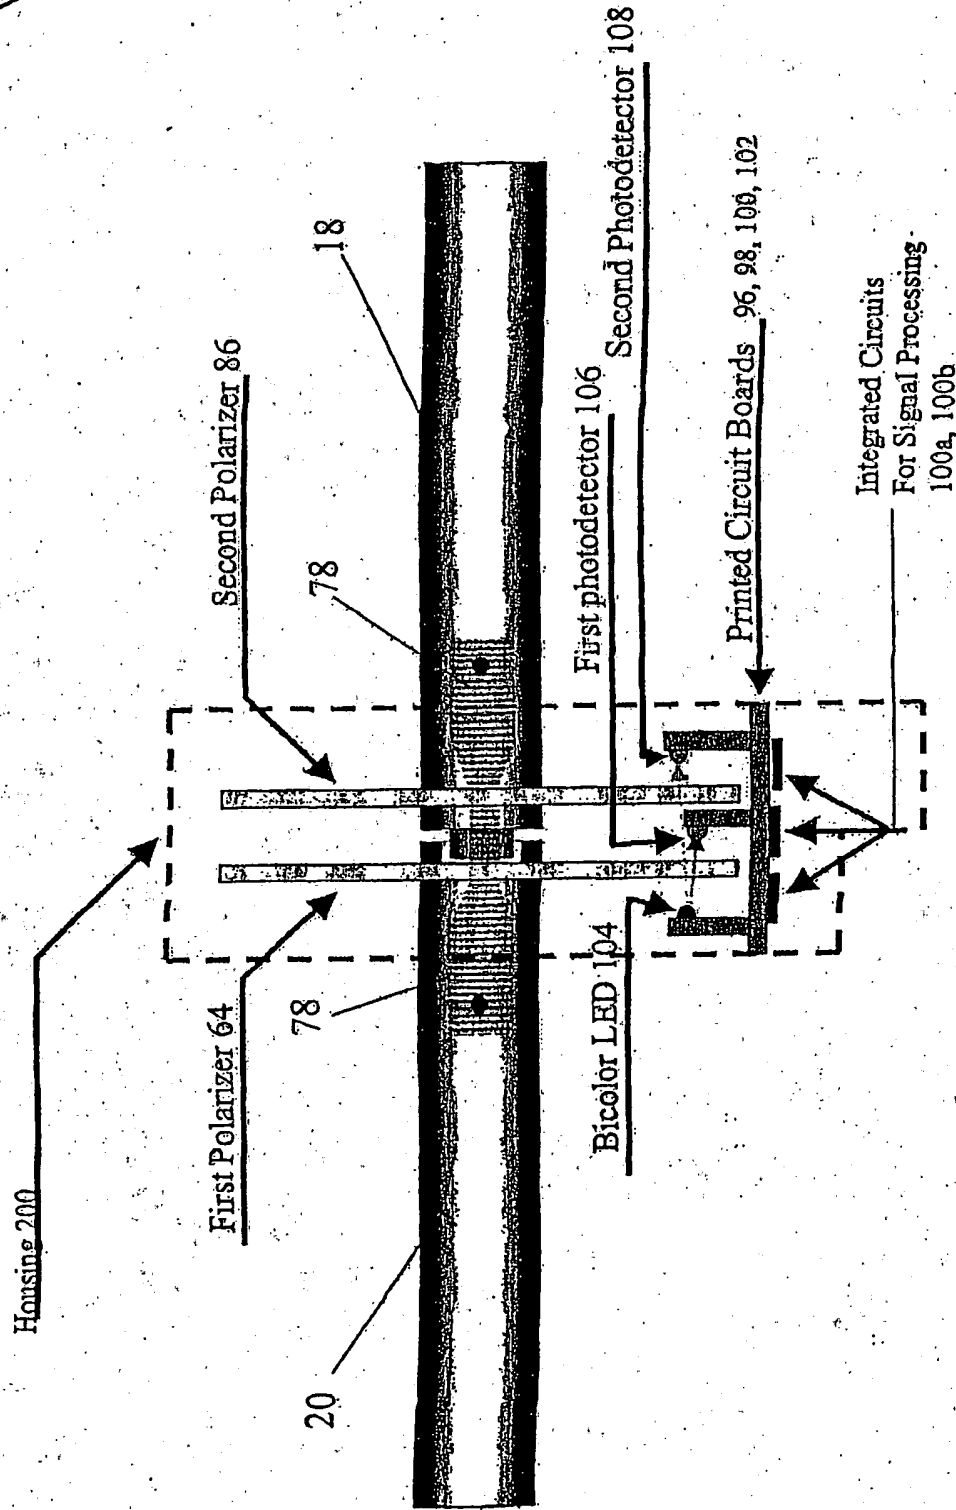 Housing 200
First Polarizer 64
Second Polarizer 86
20
78
78
18
Bicolor LED 104
First photodetector 106
Second Photodetector 108
Printed Circuit Boards 96, 98, 100, 102
Integrated Circuits
For Signal Processing
100a, 100b